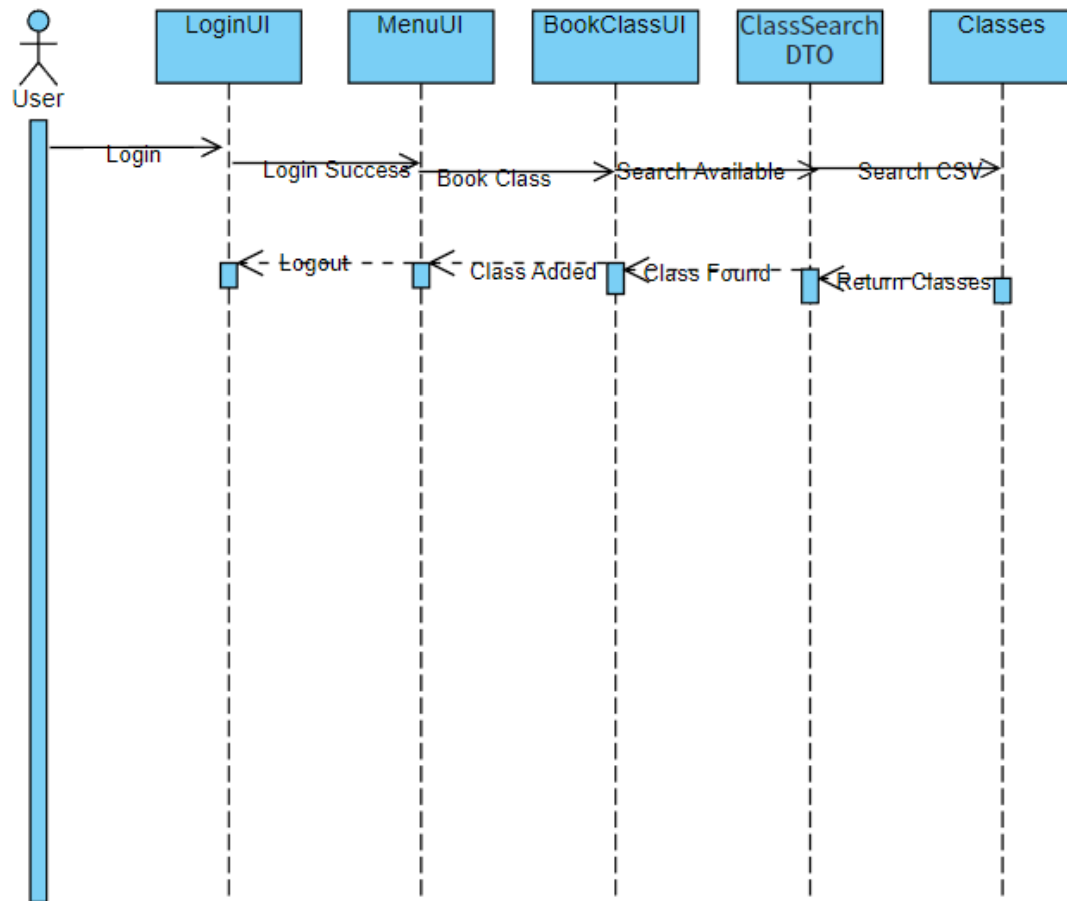 LoginUI
MenuUI
BookClassUI
ClassSearch
DTO
Classes
User
Login
Login Success
Book Class
Search Available
Search CSV
Logout
Class Added
Class Found
Return Classes